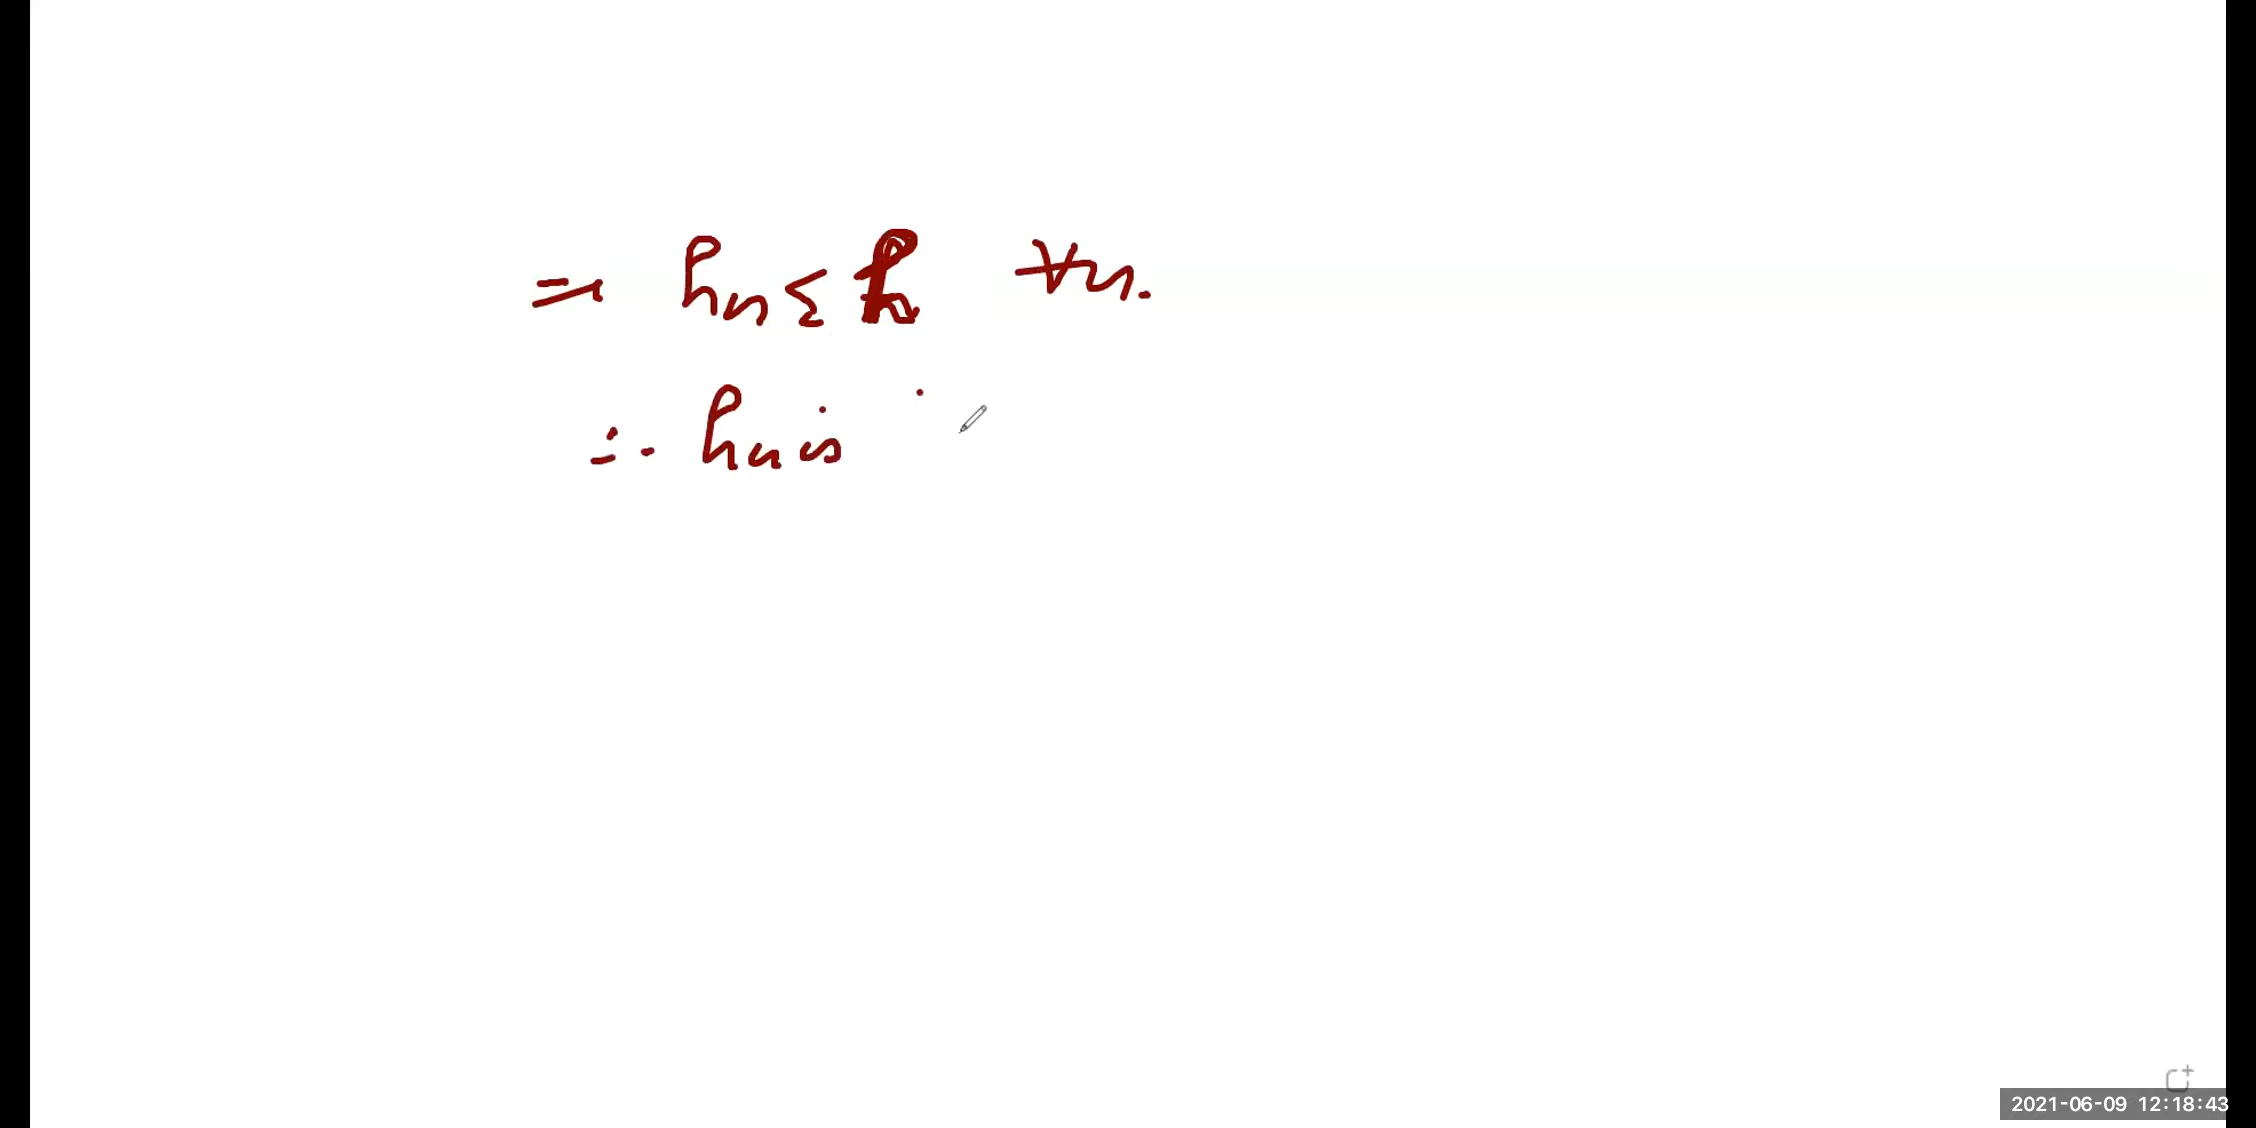 ⇒ hn ≤ h ∀n.
∴ hn is
2021-06-09 12:18:43